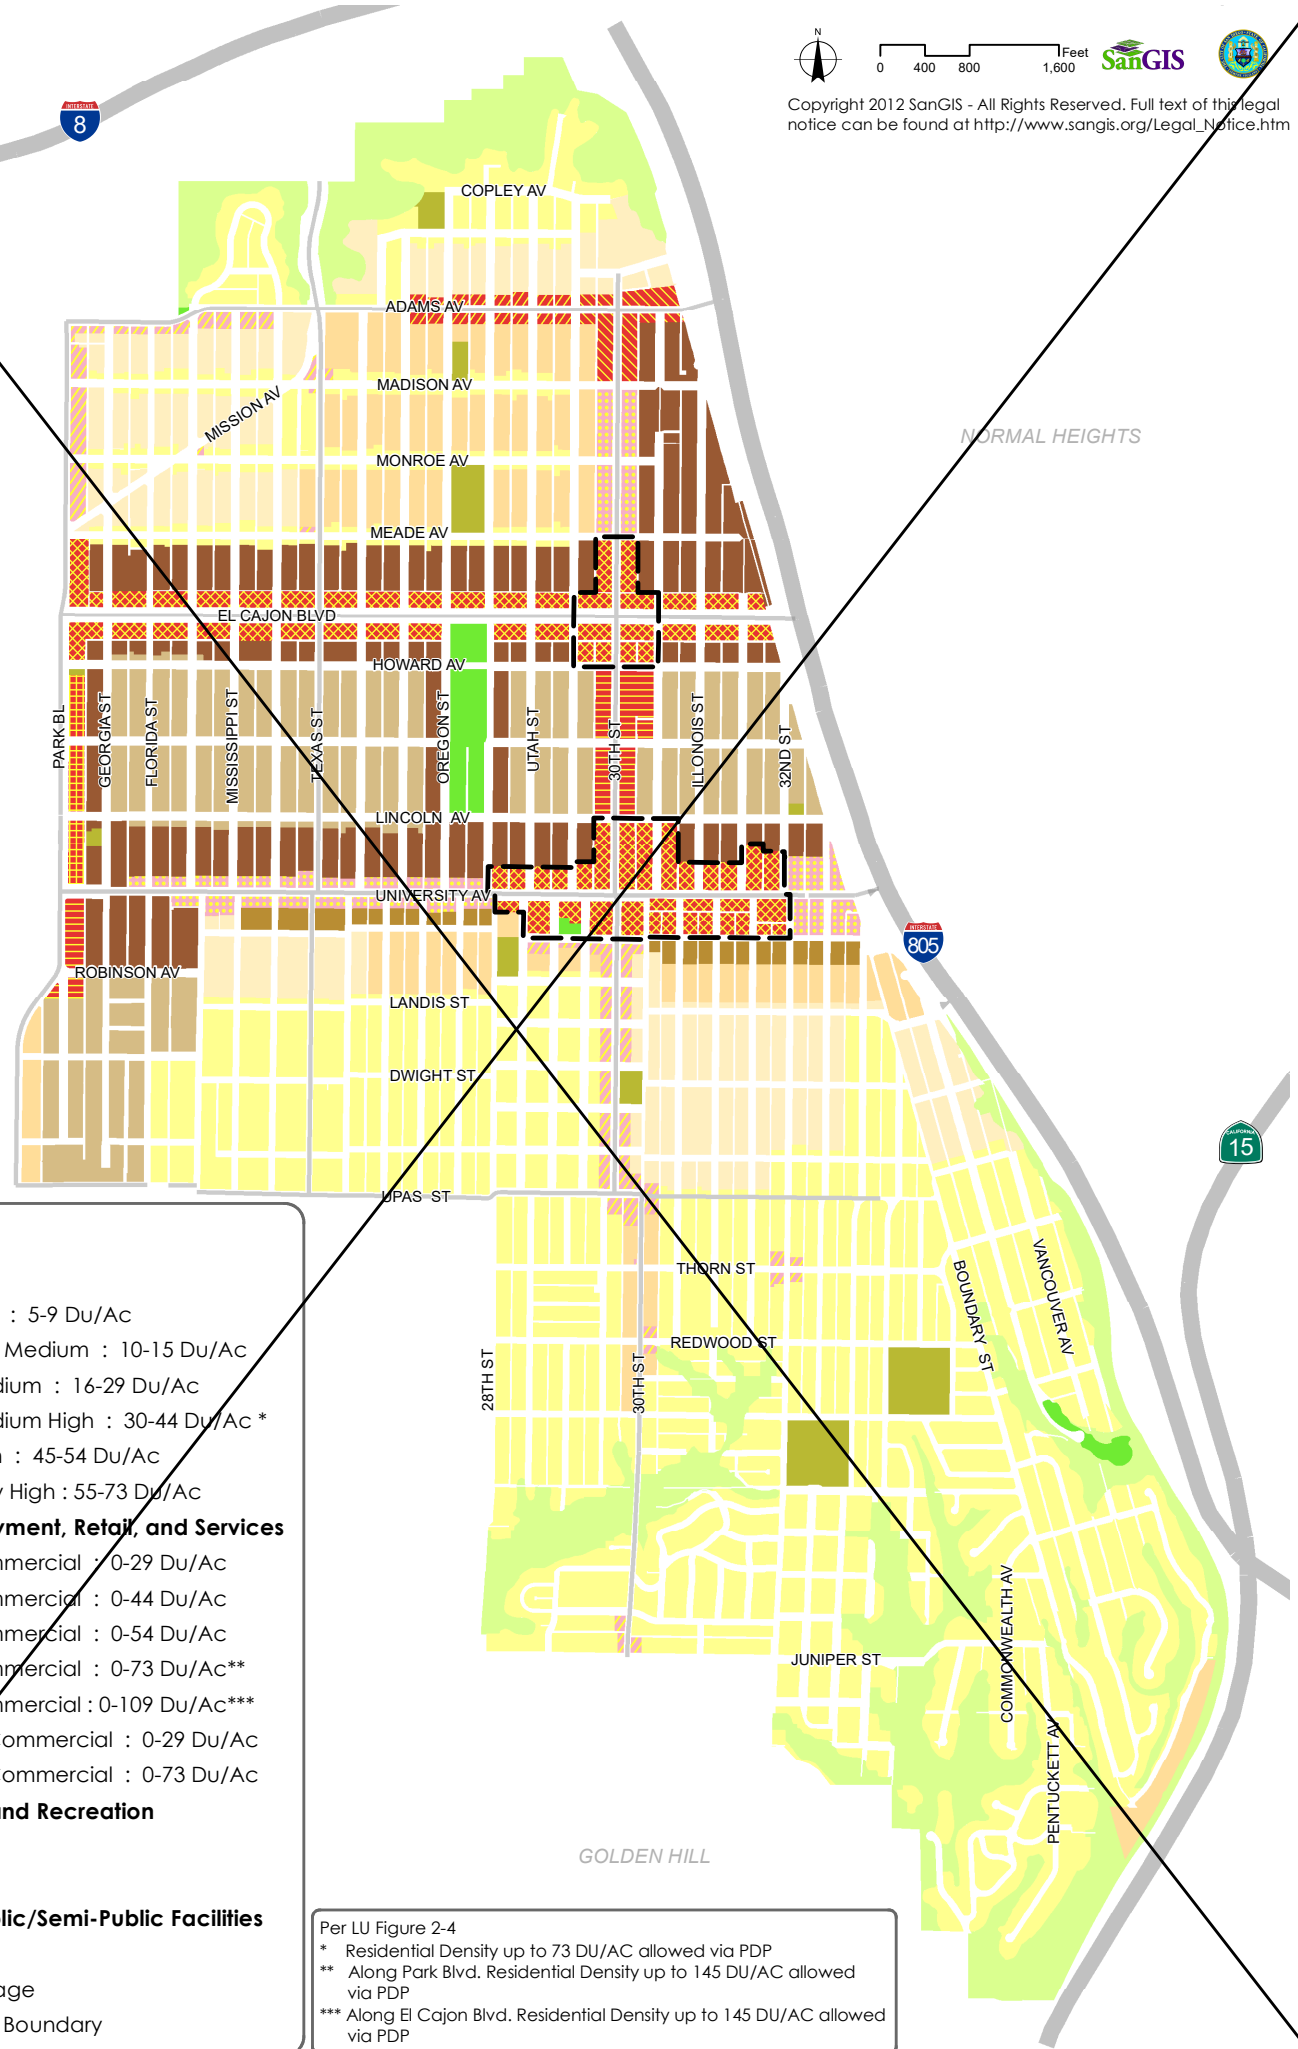 N
Feet
0 400 800 1,600
SanGIS
Copyright 2012 SanGIS - All Rights Reserved. Full text of this legal
notice can be found at http://www.sangis.org/Legal_Notice.htm
INTERSTATE
8
COPLEY AV
ADAMS AV
MADISON AV
MISSION AV
NORMAL HEIGHTS
MONROE AV
MEADE AV
EL CAJON BLVD
HOWARD AV
PARK BL
GEORGIA ST
FLORIDA ST
MISSISSIPPI ST
TEXAS ST
OREGON ST
UTAH ST
30TH ST
ILLONOIS ST
32ND ST
LINCOLN AV
UNIVERSITY AV
INTERSTATE
805
ROBINSON AV
LANDIS ST
DWIGHT ST
CALIFORNIA
15
UPAS ST
THORN ST
BOUNDARY ST
VANCOUVER AV
REDWOOD ST
28TH ST
30TH ST
COMMONWEALTH AV
JUNIPER ST
PENTUCKETT AV
GOLDEN HILL
: 5-9 Du/Ac
Medium : 10-15 Du/Ac
dium : 16-29 Du/Ac
dium High : 30-44 Du/Ac *
: 45-54 Du/Ac
y High : 55-73 Du/Ac
yment, Retail, and Services
mmercial : 0-29 Du/Ac
mmercial : 0-44 Du/Ac
mmercial : 0-54 Du/Ac
mmercial : 0-73 Du/Ac**
mmercial : 0-109 Du/Ac***
Commercial : 0-29 Du/Ac
Commercial : 0-73 Du/Ac
and Recreation
lic/Semi-Public Facilities
age
Boundary
Per LU Figure 2-4
* Residential Density up to 73 DU/AC allowed via PDP
** Along Park Blvd. Residential Density up to 145 DU/AC allowed
via PDP
*** Along El Cajon Blvd. Residential Density up to 145 DU/AC allowed
via PDP